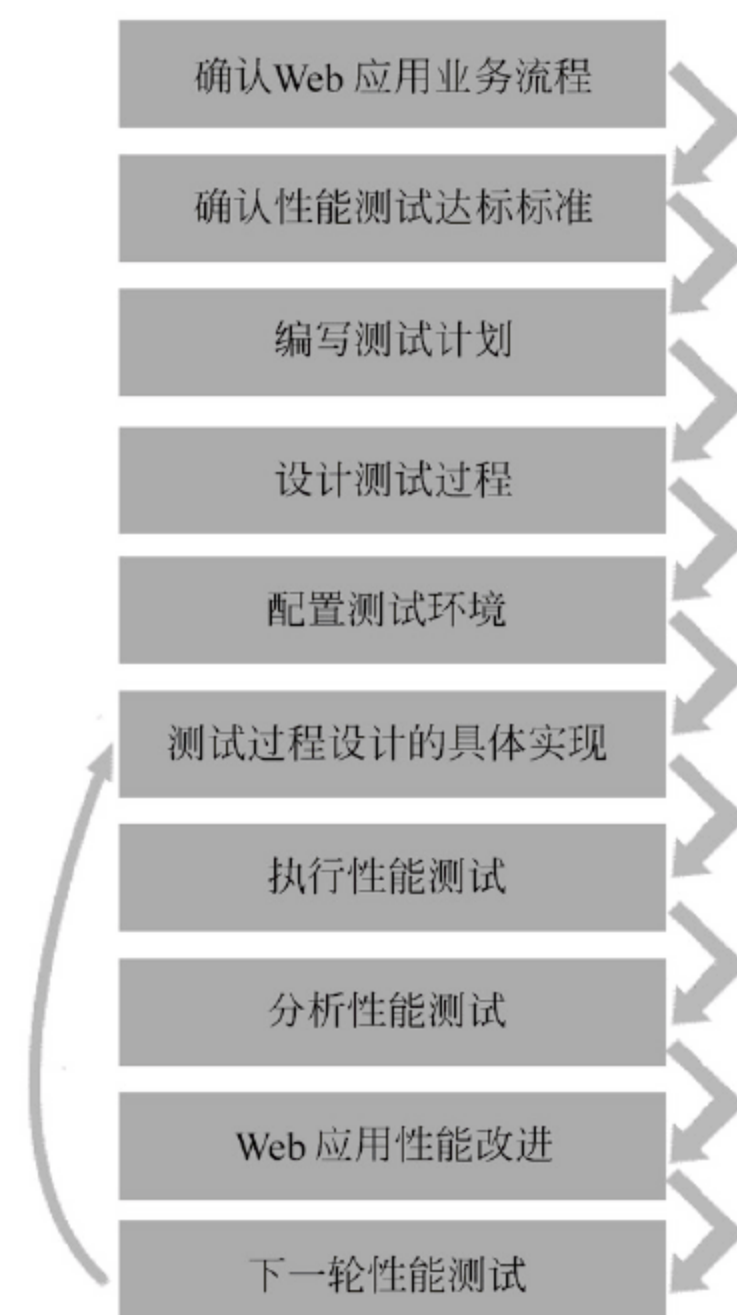 确认Web 应用业务流程
确认性能测试达标标准
编写测试计划
设计测试过程
配置测试环境
测试过程设计的具体实现
执行性能测试
分析性能测试
Web 应用性能改进
下一轮性能测试